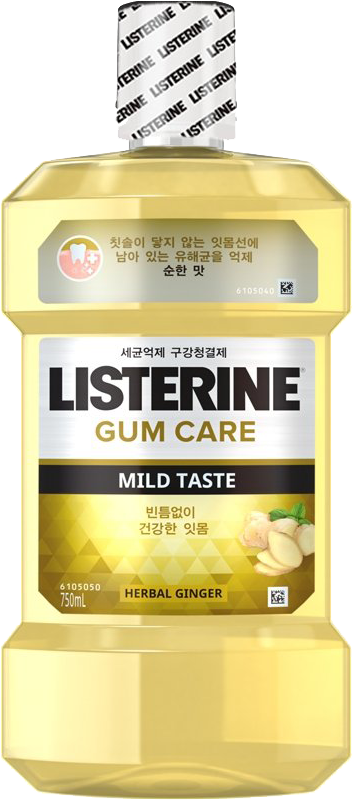 LISTERINE LISTERINE LISTERINE
칫솔이 닿지 않는 잇몸선에
남아 있는 유해균을 억제
순한 맛
6105040
세균억제 구강청결제
LISTERINE®
GUM CARE
MILD TASTE
빈틈없이
건강한 잇몸
6105050
750mL
HERBAL GINGER